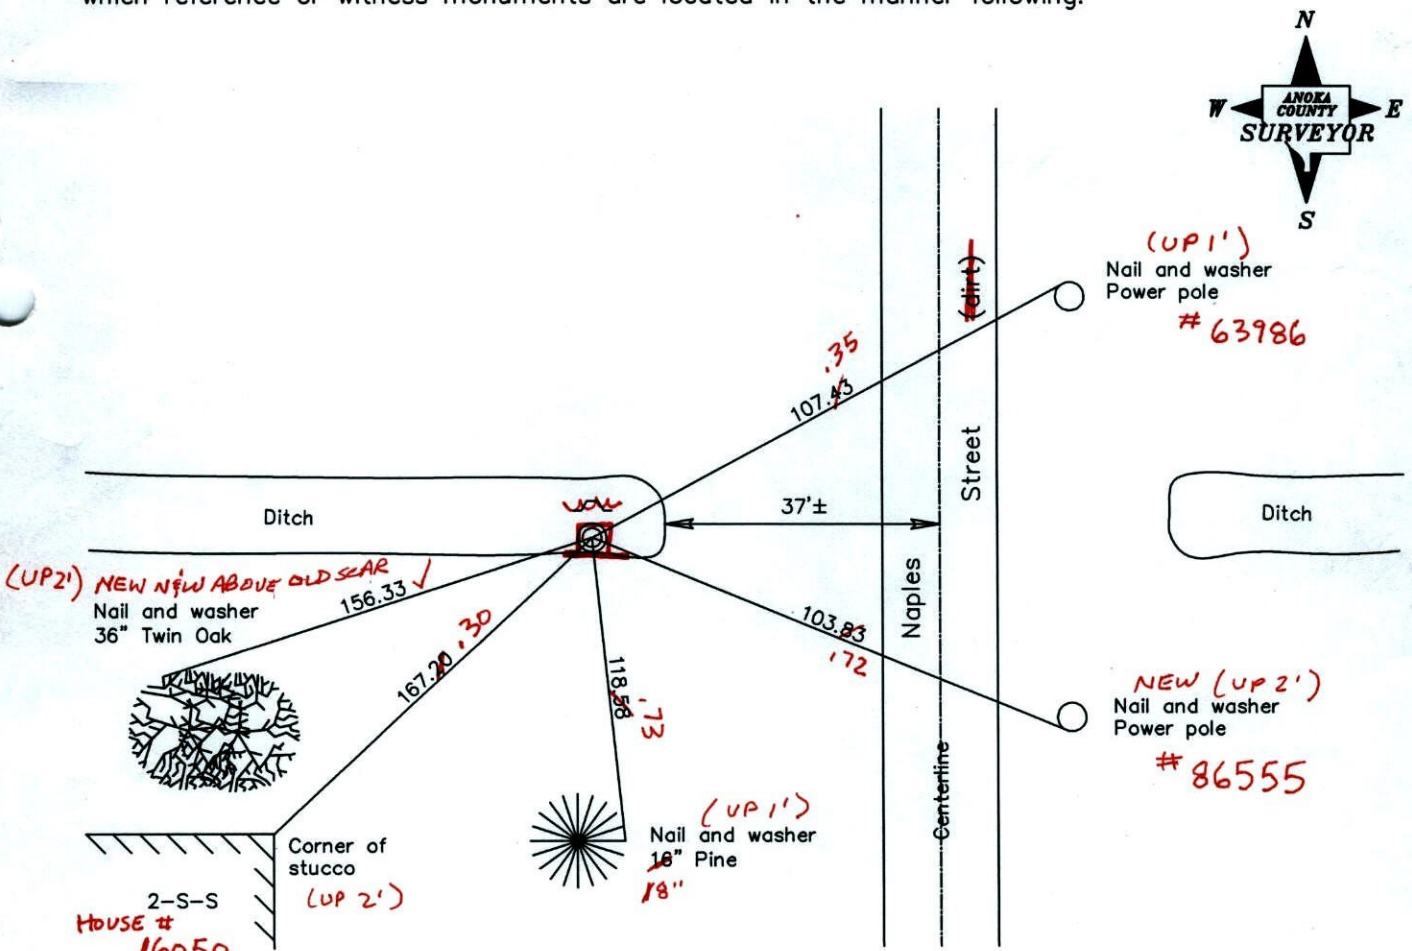 which reference or witness monuments are located in the manner following:
N
W
ANOKA
COUNTY
E
SURVEYOR
S
(UP 1')
Nail and washer
Power pole
# 63986
(dirt)
.35
107.43
Street
Ditch
37'±
Ditch
(UP2') NEW N&W ABOVE OLD SCAR
Nail and washer
36" Twin Oak
156.33
167.20 .30
118.58 .73
103.83
.72
Naples
NEW (UP 2')
Nail and washer
Power pole
# 86555
Centerline
(UP 1')
Nail and washer
16" Pine
18"
Corner of
stucco
(UP 2')
2-S-S
HOUSE #
16050